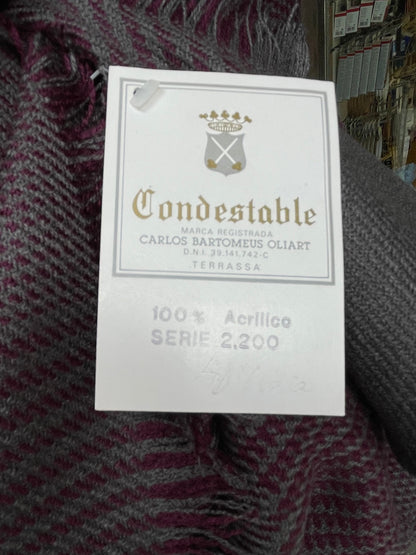 Condestable
MARCA REGISTRADA
CARLOS BARTOMEUS OLIART
D.N.I. 39.141.742-C
TERRASSA
100% Acrilico
SERIE 2.200